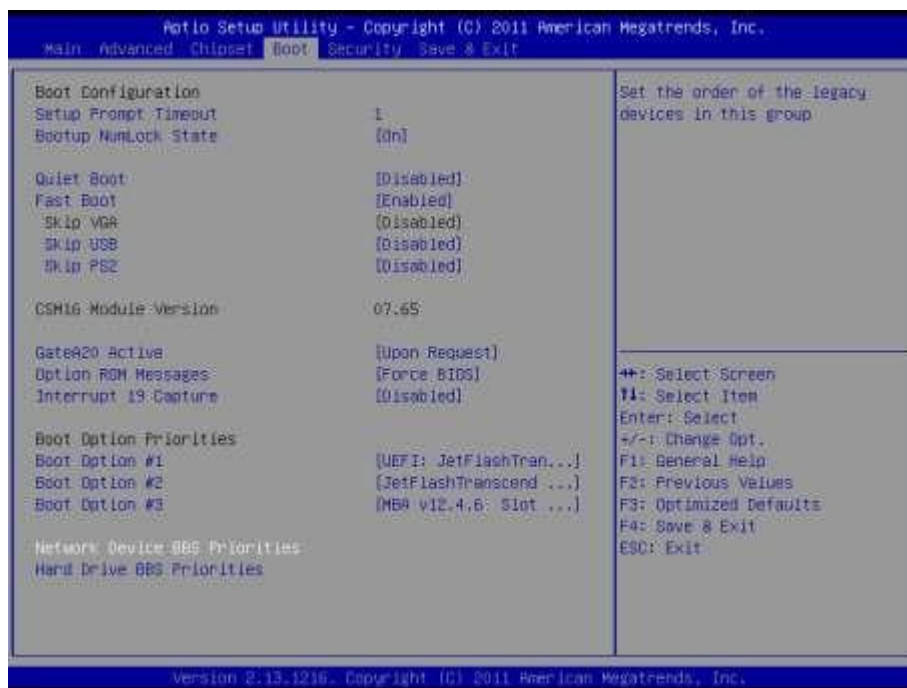 Aptio Setup Utility - Copyright (C) 2011 American Megatrends, Inc.
Main Advanced Chipset Boot Security Save & Exit
Boot Configuration
Setup Prompt Timeout 1
Bootup NumLock State [On]
Quiet Boot [Disabled]
Fast Boot [Enabled]
Skip VGA [Disabled]
Skip USB [Disabled]
Skip PS2 [Disabled]
CSM16 Module Version 07.65
GateA20 Active [Upon Request]
Option ROM Messages [Force BIOS]
Interrupt 19 Capture [Disabled]
Boot Option Priorities
Boot Option #1 [UEFI: JetFlashTran...]
Boot Option #2 [JetFlashTranscend ...]
Boot Option #3 [MBA v12.4.6 Slot ...]
Network Device BBS Priorities
Hard Drive BBS Priorities
Set the order of the legacy
devices in this group
→←: Select Screen
↑↓: Select Item
Enter: Select
+/-: Change Opt.
F1: General Help
F2: Previous Values
F3: Optimized Defaults
F4: Save & Exit
ESC: Exit
Version 2.13.1216. Copyright (C) 2011 American Megatrends, Inc.